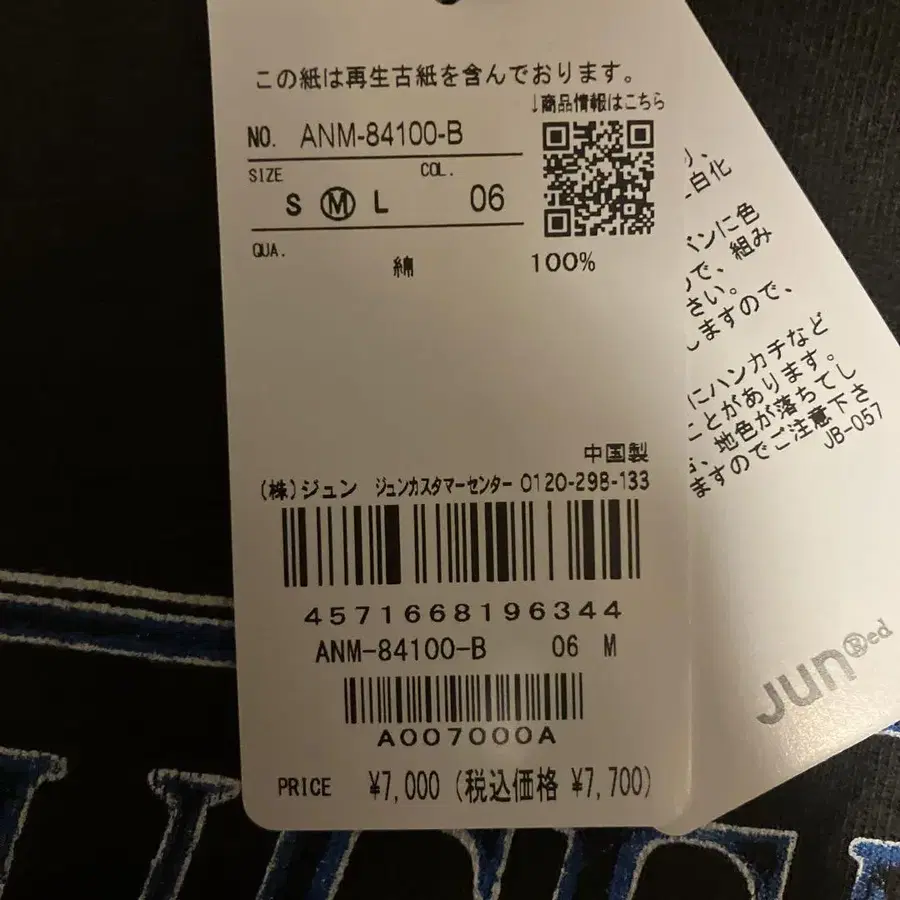 この紙は再生古紙を含んでおります。
↓商品情報はこちら
NO. ANM-84100-B
SIZE COL.
S Ⓜ L 06
QUA.
綿 100%
中国製
(株)ジュン ジュンカスタマーセンター 0120-298-133
4571668196344
ANM-84100-B 06 M
A007000A
PRICE ¥7,000 (税込価格 ¥7,700)
り、
白化
ンに色
で、組み
さい。
しますので、
にハンカチなど
ことがあります。
、地色が落ちてし
ますのでご注意下さ
JB-057
JUN®ed